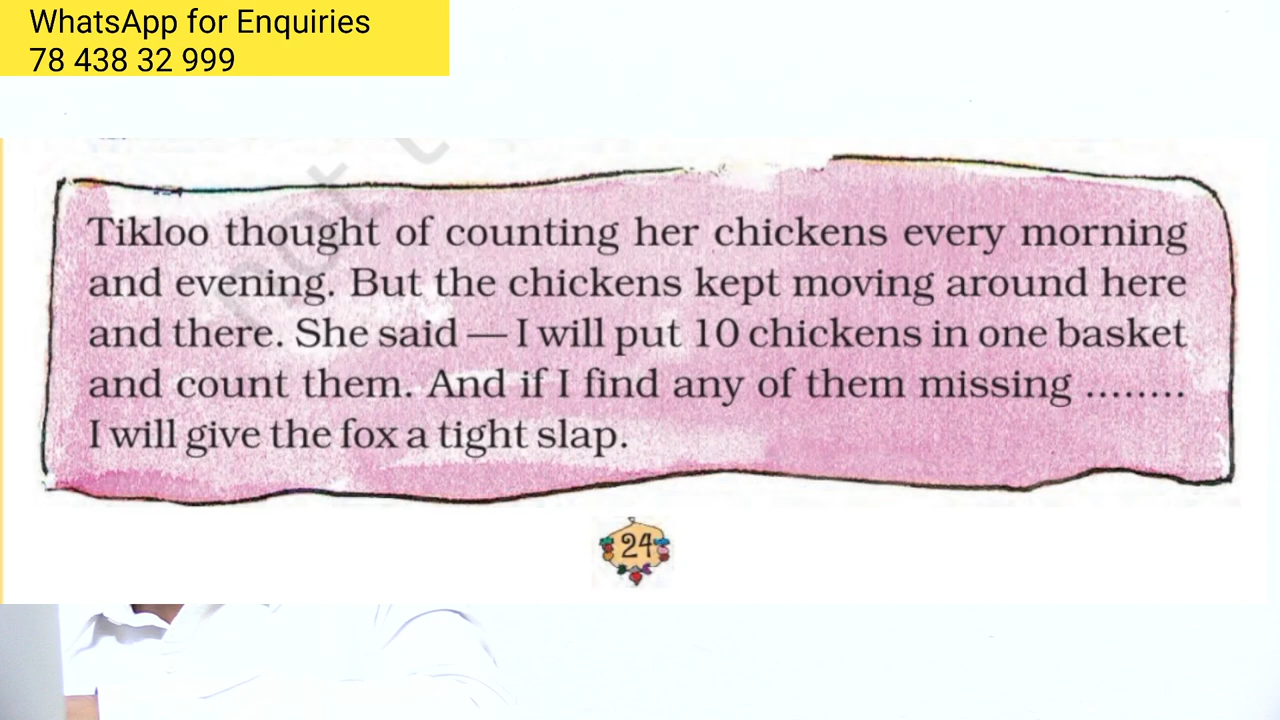 WhatsApp for Enquiries
78 438 32 999
Tikloo thought of counting her chickens every morning
and evening. But the chickens kept moving around here
and there. She said — I will put 10 chickens in one basket
and count them. And if I find any of them missing ........
I will give the fox a tight slap.
24